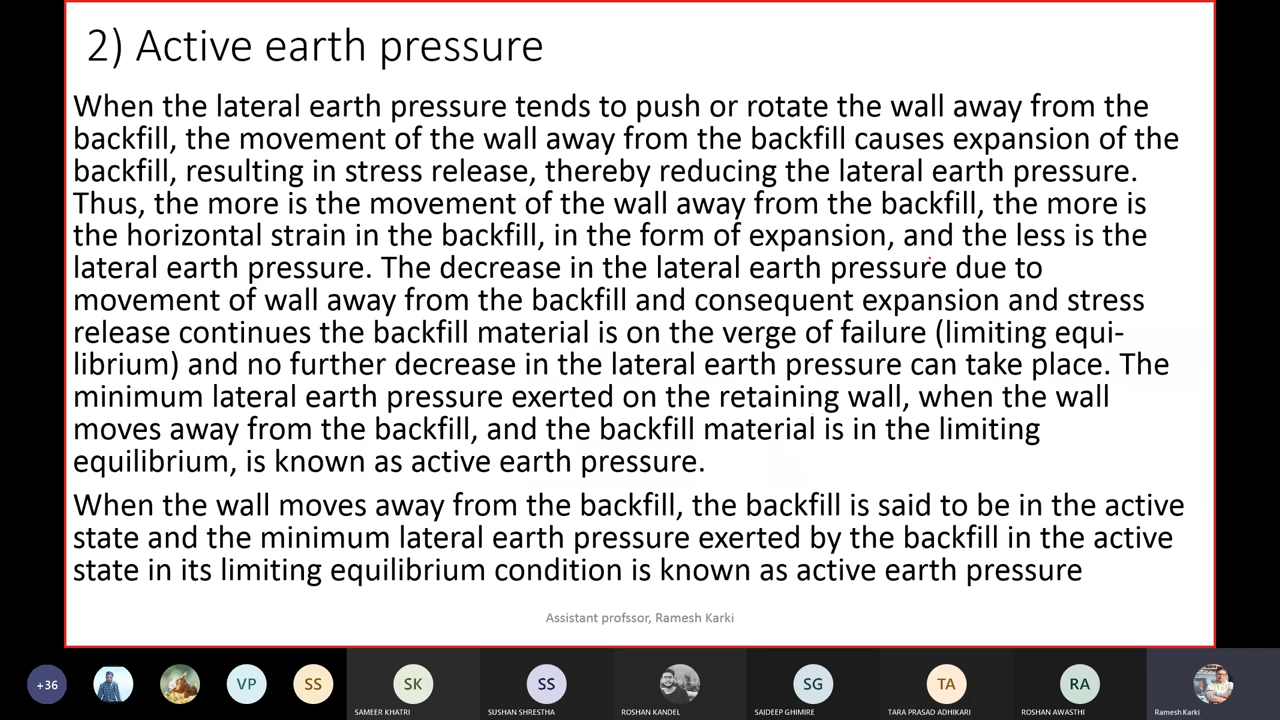 2) Active earth pressure
When the lateral earth pressure tends to push or rotate the wall away from the
backfill, the movement of the wall away from the backfill causes expansion of the
backfill, resulting in stress release, thereby reducing the lateral earth pressure.
Thus, the more is the movement of the wall away from the backfill, the more is
the horizontal strain in the backfill, in the form of expansion, and the less is the
lateral earth pressure. The decrease in the lateral earth pressure due to
movement of wall away from the backfill and consequent expansion and stress
release continues the backfill material is on the verge of failure (limiting equi-
librium) and no further decrease in the lateral earth pressure can take place. The
minimum lateral earth pressure exerted on the retaining wall, when the wall
moves away from the backfill, and the backfill material is in the limiting
equilibrium, is known as active earth pressure.
When the wall moves away from the backfill, the backfill is said to be in the active
state and the minimum lateral earth pressure exerted by the backfill in the active
state in its limiting equilibrium condition is known as active earth pressure
Assistant profssor, Ramesh Karki
+36 VP SS SK SS SG TA RA
SAMEER KHATRI SUSHAN SHRESTHA ROSHAN KANDEL SAIDEEP GHIMIRE TARA PRASAD ADHIKARI ROSHAN AWASTHI Ramesh Karki